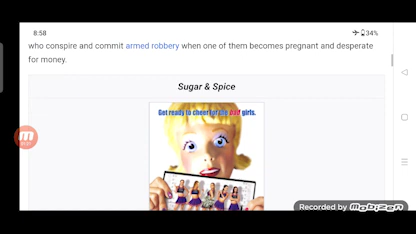 8:58
34%
who conspire and commit armed robbery when one of them becomes pregnant and desperate
for money.
Sugar & Spice
Get ready to cheer for the bad girls.
Recorded by Mobizen